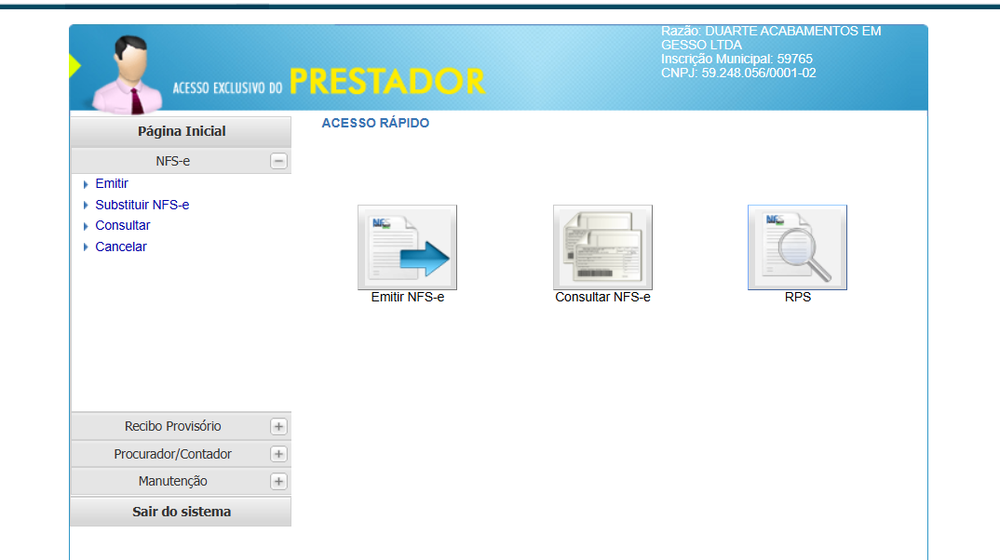 Razão: DUARTE ACABAMENTOS EM
GESSO LTDA
Inscrição Municipal: 59765
CNPJ: 59.248.056/0001-02
ACESSO EXCLUSIVO DO PRESTADOR
Página Inicial
NFS-e
Emitir
Substituir NFS-e
Consultar
Cancelar
Recibo Provisório
Procurador/Contador
Manutenção
Sair do sistema
ACESSO RÁPIDO
Emitir NFS-e
Consultar NFS-e
RPS